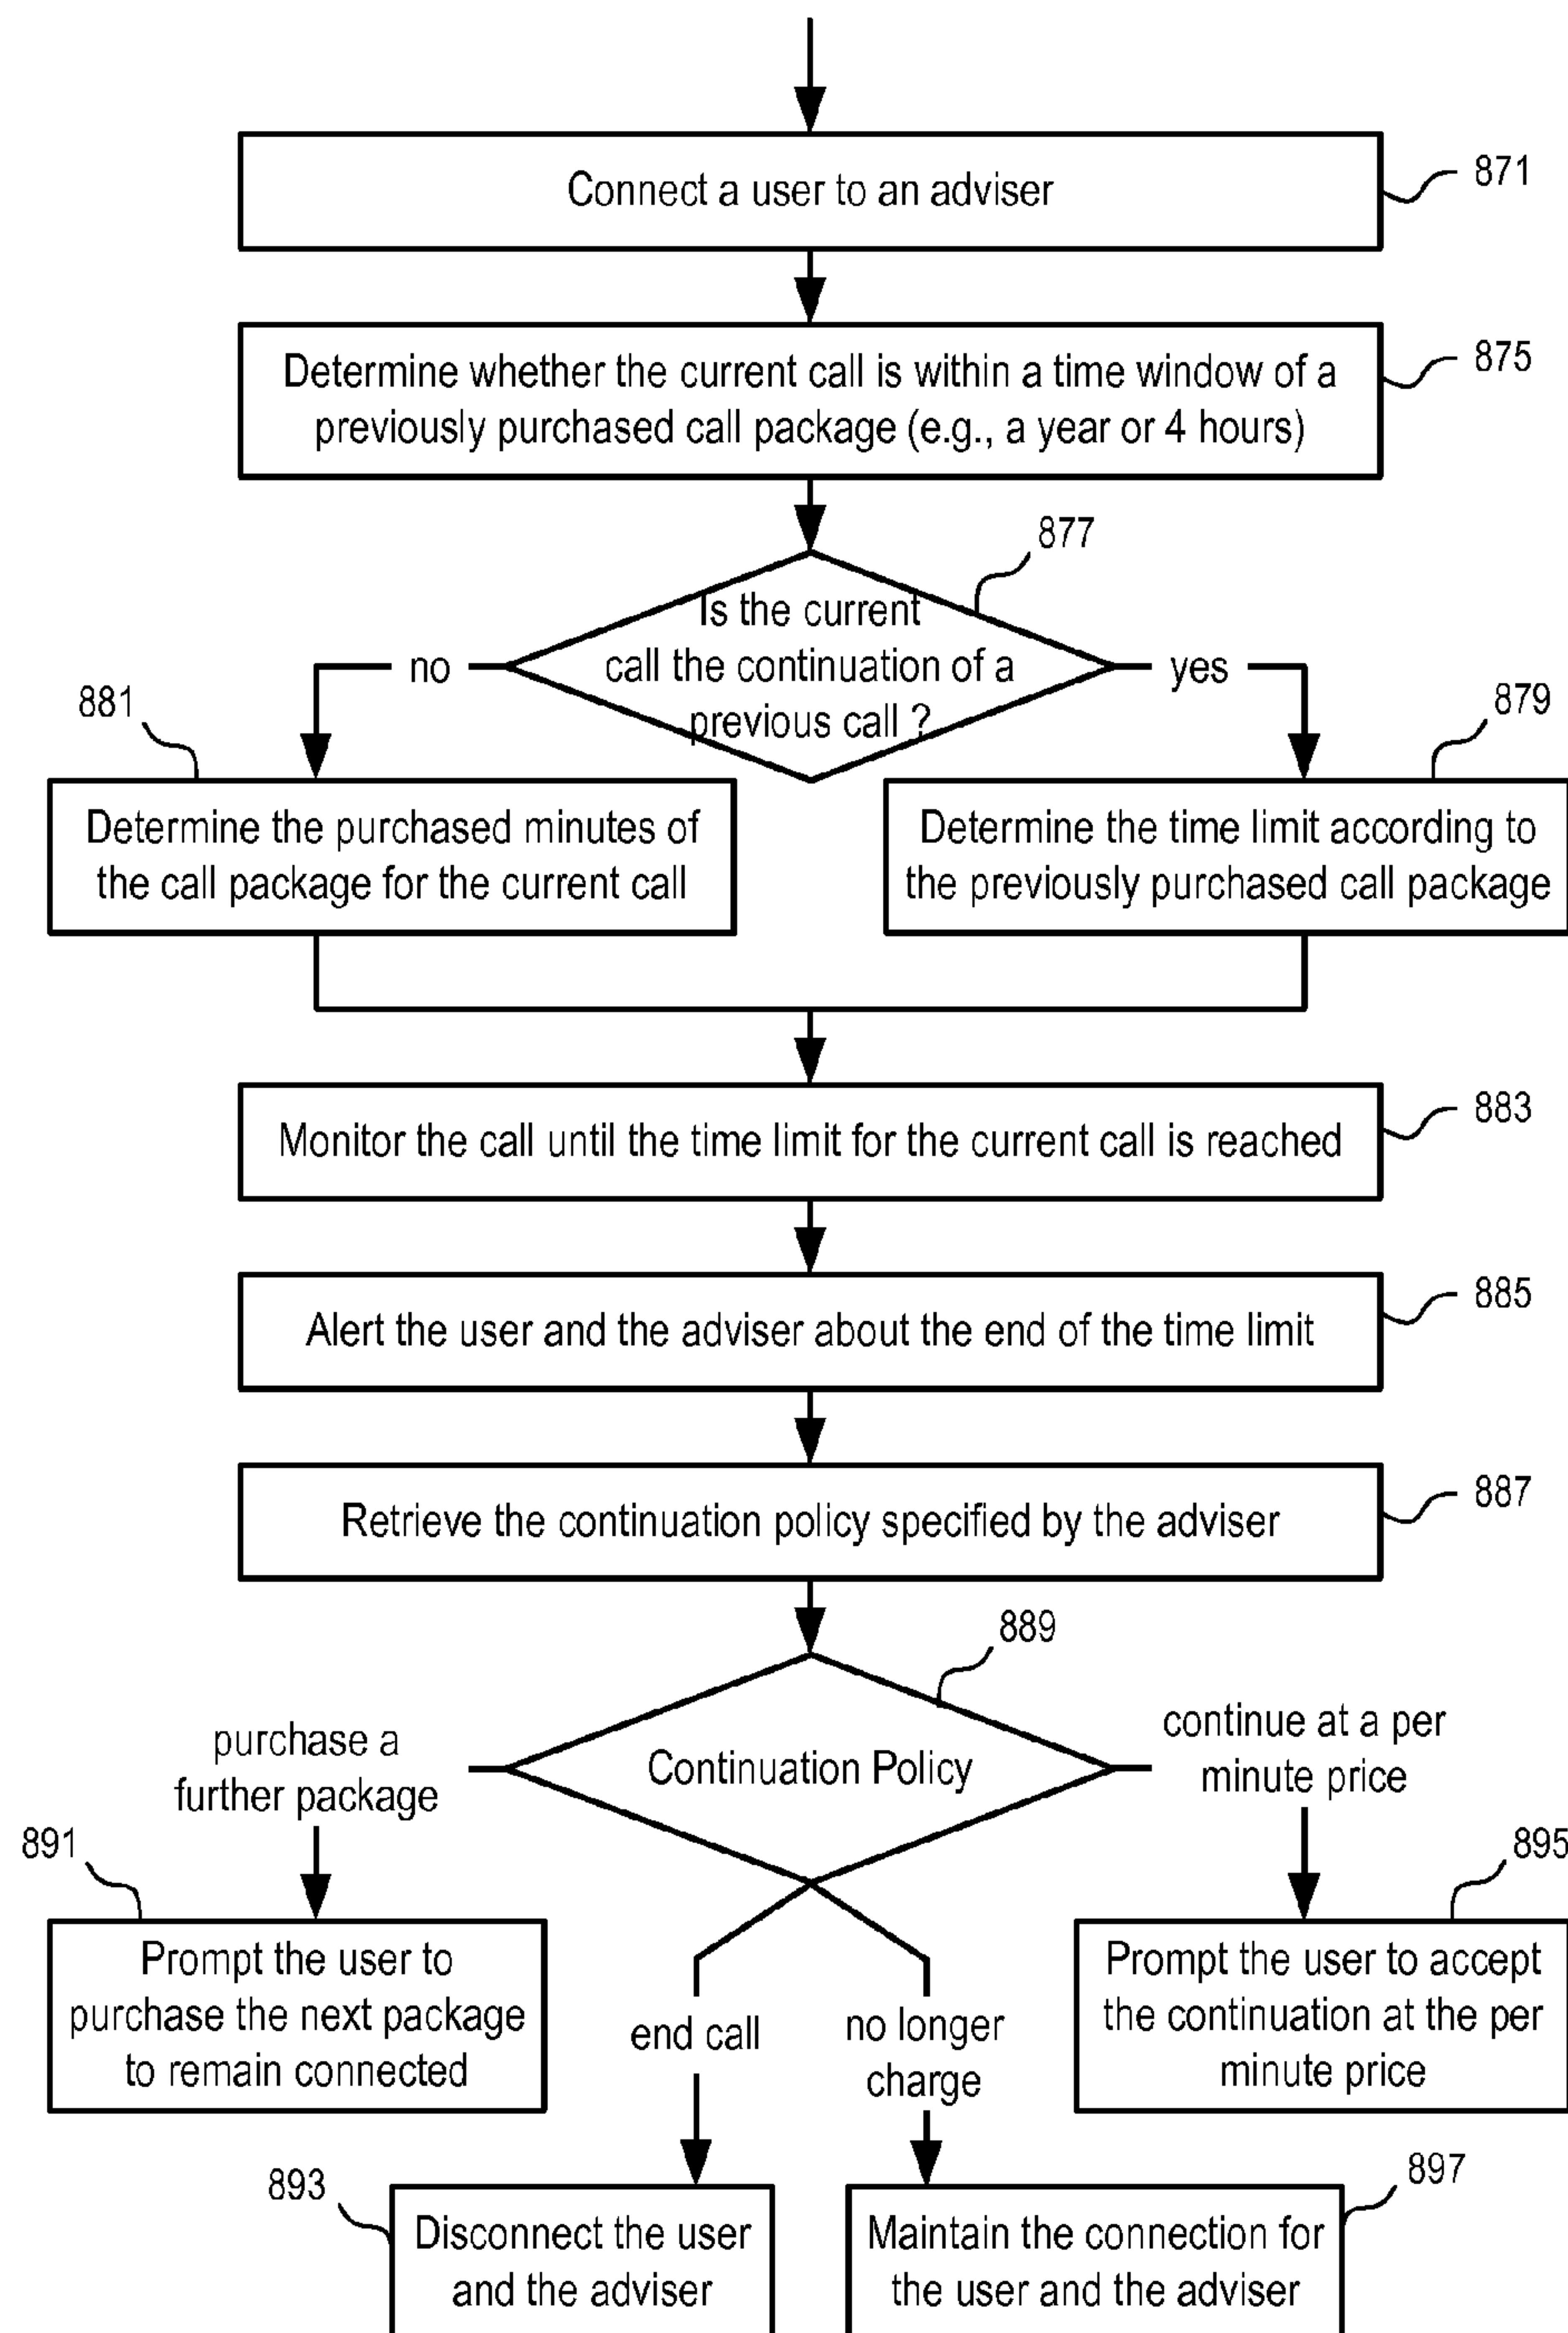 Connect a user to an adviser
871
Determine whether the current call is within a time window of a
previously purchased call package (e.g., a year or 4 hours)
875
877
Is the current
call the continuation of a
previous call ?
no
yes
881
879
Determine the purchased minutes of
the call package for the current call
Determine the time limit according to
the previously purchased call package
Monitor the call until the time limit for the current call is reached
883
Alert the user and the adviser about the end of the time limit
885
Retrieve the continuation policy specified by the adviser
887
889
Continuation Policy
purchase a
further package
continue at a per
minute price
891
895
Prompt the user to
purchase the next package
to remain connected
end call
no longer
charge
Prompt the user to accept
the continuation at the per
minute price
893
897
Disconnect the user
and the adviser
Maintain the connection for
the user and the adviser